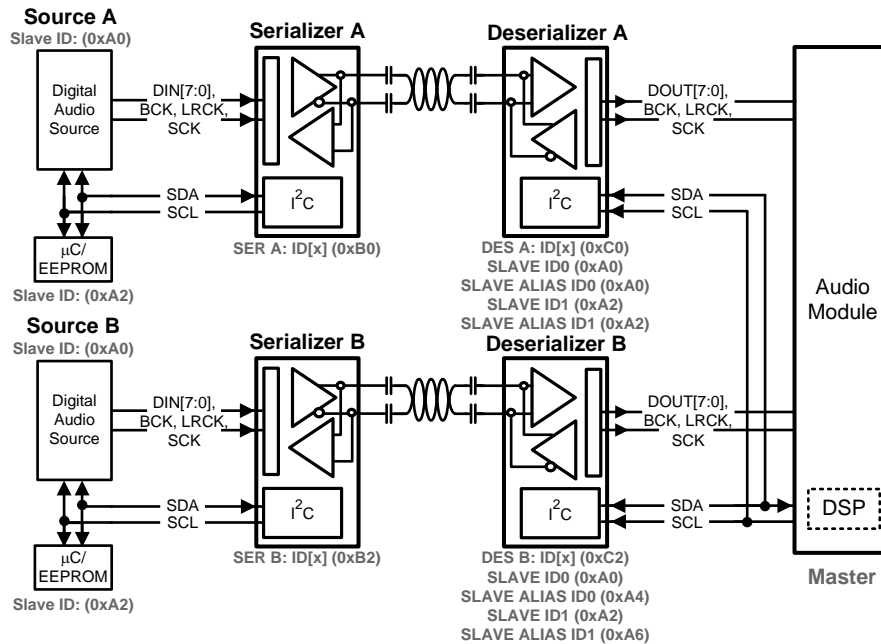 Source A
Slave ID: (0xA0)
Digital
Audio
Source
DIN[7:0],
BCK, LRCK,
SCK
SDA
SCL
µC/
EEPROM
Slave ID: (0xA2)
Serializer A
I²C
SER A: ID[x] (0xB0)
Deserializer A
I²C
DES A: ID[x] (0xC0)
SLAVE ID0 (0xA0)
SLAVE ALIAS ID0 (0xA0)
SLAVE ID1 (0xA2)
SLAVE ALIAS ID1 (0xA2)
DOUT[7:0],
BCK, LRCK,
SCK
SDA
SCL
Source B
Slave ID: (0xA0)
Digital
Audio
Source
DIN[7:0],
BCK, LRCK,
SCK
SDA
SCL
µC/
EEPROM
Slave ID: (0xA2)
Serializer B
I²C
SER B: ID[x] (0xB2)
Deserializer B
I²C
DES B: ID[x] (0xC2)
SLAVE ID0 (0xA0)
SLAVE ALIAS ID0 (0xA4)
SLAVE ID1 (0xA2)
SLAVE ALIAS ID1 (0xA6)
DOUT[7:0],
BCK, LRCK,
SCK
SDA
SCL
Audio
Module
DSP
Master